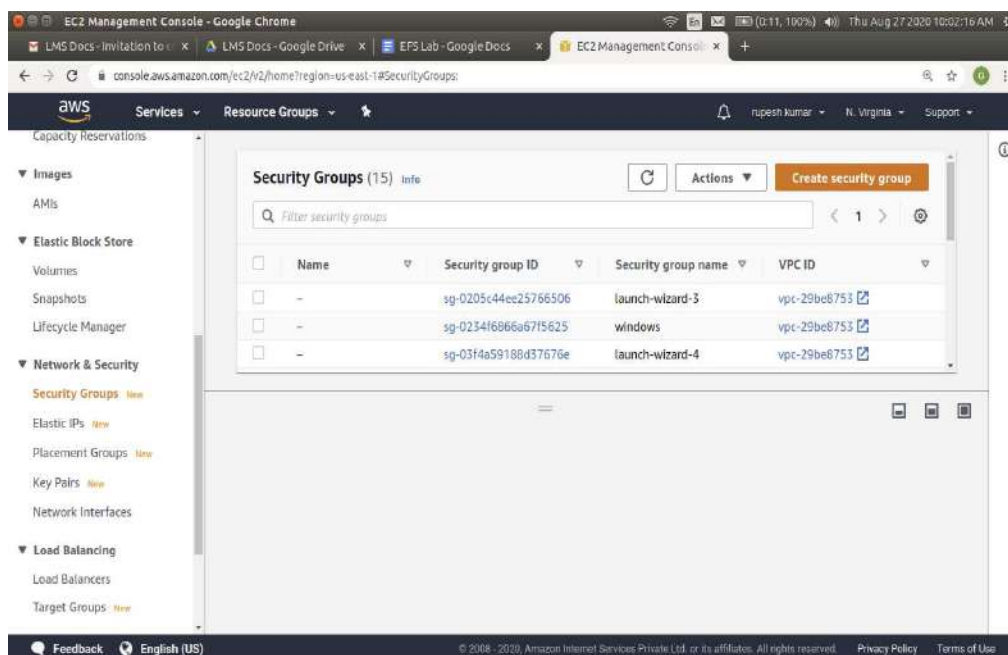 EC2 Management Console - Google Chrome
En (0:11, 100%) Thu Aug 27 2020 10:02:16 AM
LMS Docs - Invitation to e x LMS Docs - Google Drive x EFS Lab - Google Docs x EC2 Management Consol x +
console.aws.amazon.com/ec2/v2/home?region=us-east-1#SecurityGroups:
aws Services Resource Groups rupesh kumar N. Virginia Support
Capacity Reservations
Images
AMIs
Elastic Block Store
Volumes
Snapshots
Lifecycle Manager
Network & Security
Security Groups New
Elastic IPs New
Placement Groups New
Key Pairs New
Network Interfaces
Load Balancing
Load Balancers
Target Groups New
Security Groups (15) Info
Actions Create security group
Filter security groups
< 1 >
Name Security group ID Security group name VPC ID
– sg-0205c44ee25766506 launch-wizard-3 vpc-29be8753
– sg-0234f6866a67f5625 windows vpc-29be8753
– sg-03f4a59188d37676e launch-wizard-4 vpc-29be8753
Feedback English (US) © 2008 - 2020, Amazon Internet Services Private Ltd. or its affiliates. All rights reserved. Privacy Policy Terms of Use